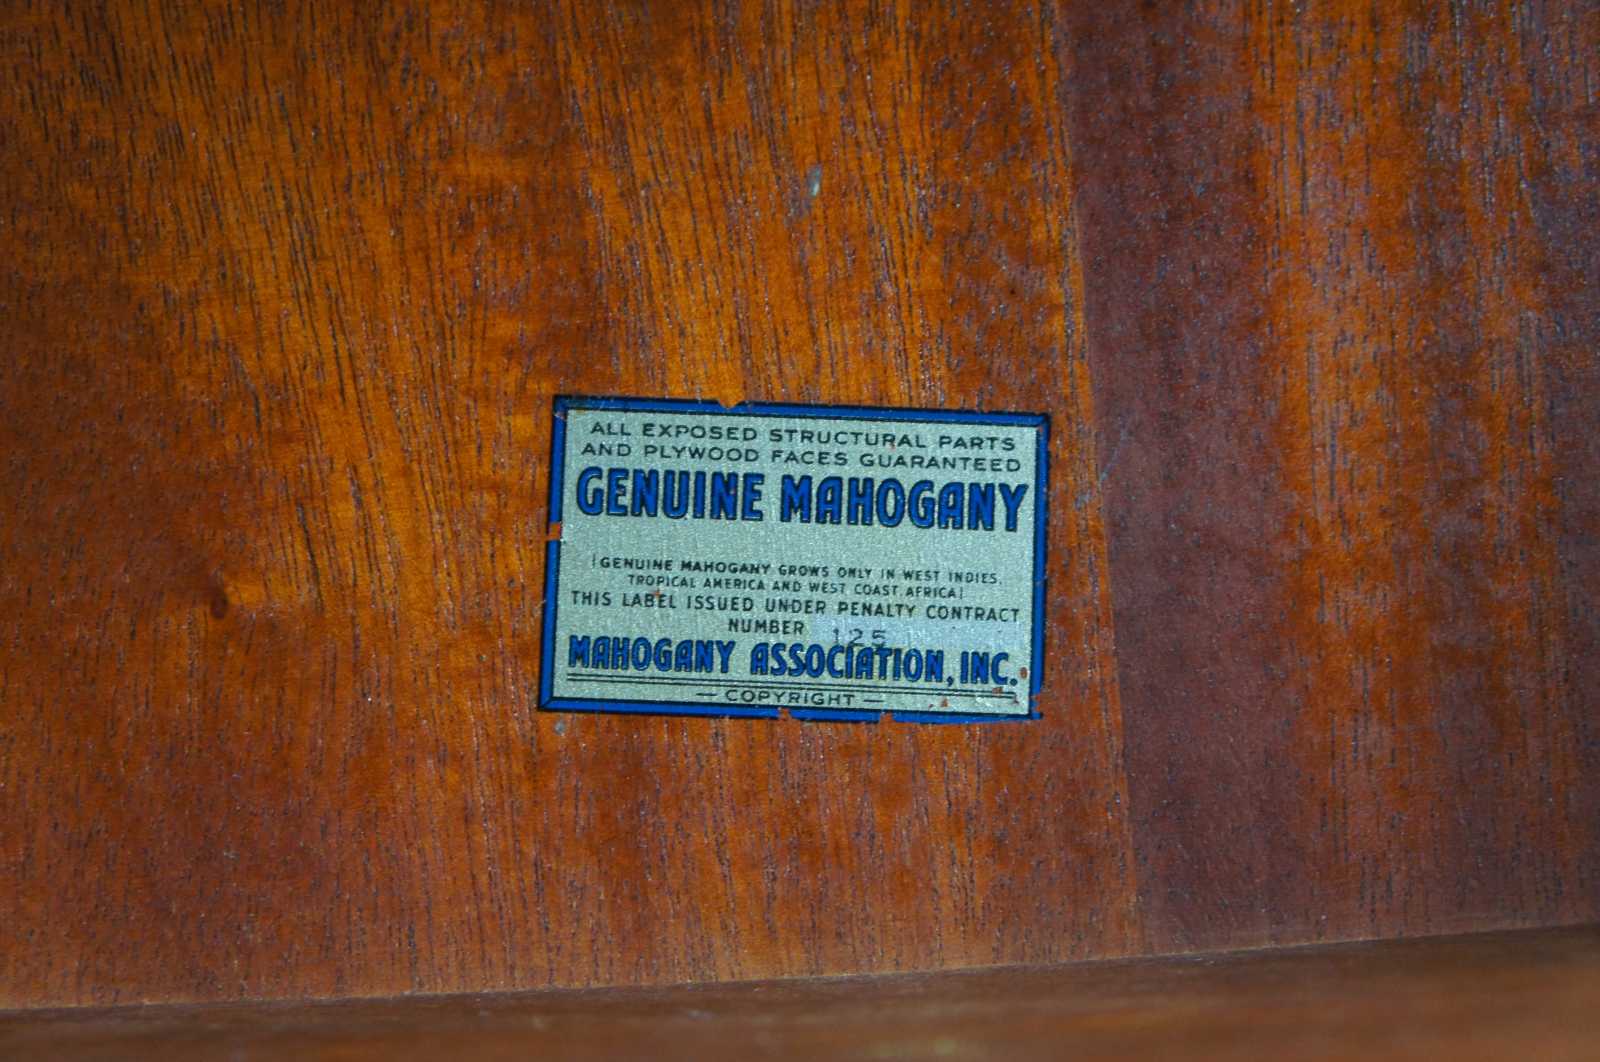 ALL EXPOSED STRUCTURAL PARTS
AND PLYWOOD FACES GUARANTEED
GENUINE MAHOGANY
(GENUINE MAHOGANY GROWS ONLY IN WEST INDIES,
TROPICAL AMERICA AND WEST COAST AFRICA)
THIS LABEL ISSUED UNDER PENALTY CONTRACT
NUMBER 125
MAHOGANY ASSOCIATION, INC.
— COPYRIGHT —